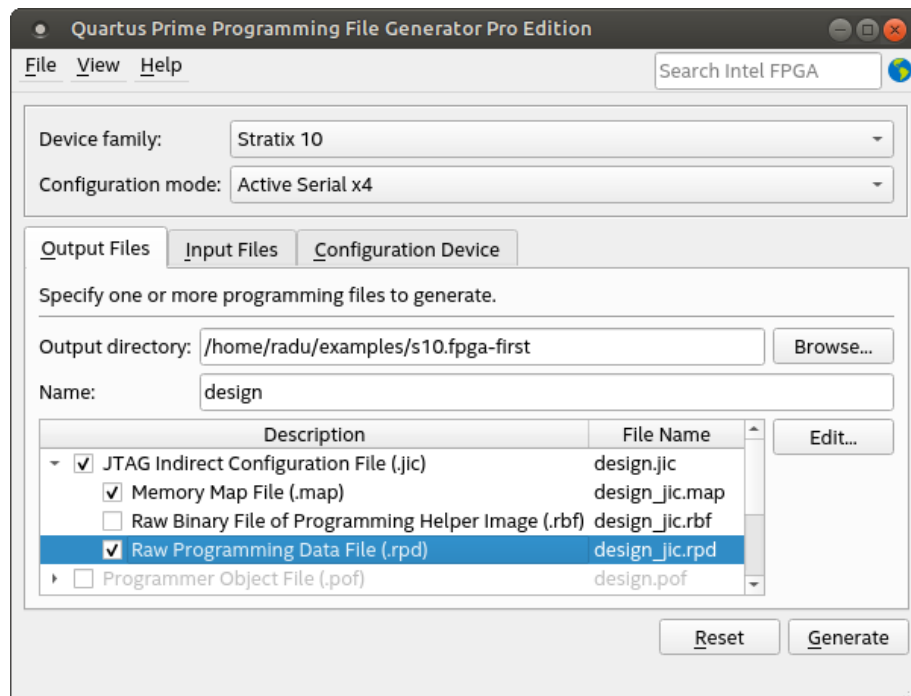 Quartus Prime Programming File Generator Pro Edition
File View Help Search Intel FPGA
Device family: Stratix 10
Configuration mode: Active Serial x4
Output Files Input Files Configuration Device
Specify one or more programming files to generate.
Output directory: /home/radu/examples/s10.fpga-first Browse...
Name: design
Description File Name Edit...
JTAG Indirect Configuration File (.jic) design.jic
Memory Map File (.map) design_jic.map
Raw Binary File of Programming Helper Image (.rbf) design_jic.rbf
Raw Programming Data File (.rpd) design_jic.rpd
Programmer Object File (.pof) design.pof
Reset Generate